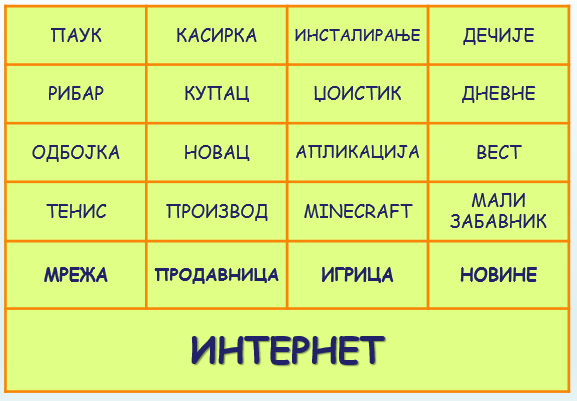 ПАУК КАСИРКА ИНСТАЛИРАЊЕ ДЕЧИЈЕ
РИБАР КУПАЦ ЏОИСТИК ДНЕВНЕ
ОДБОЈКА НОВАЦ АПЛИКАЦИЈА ВЕСТ
ТЕНИС ПРОИЗВОД MINECRAFT МАЛИ ЗАБАВНИК
МРЕЖА ПРОДАВНИЦА ИГРИЦА НОВИНЕ
ИНТЕРНЕТ